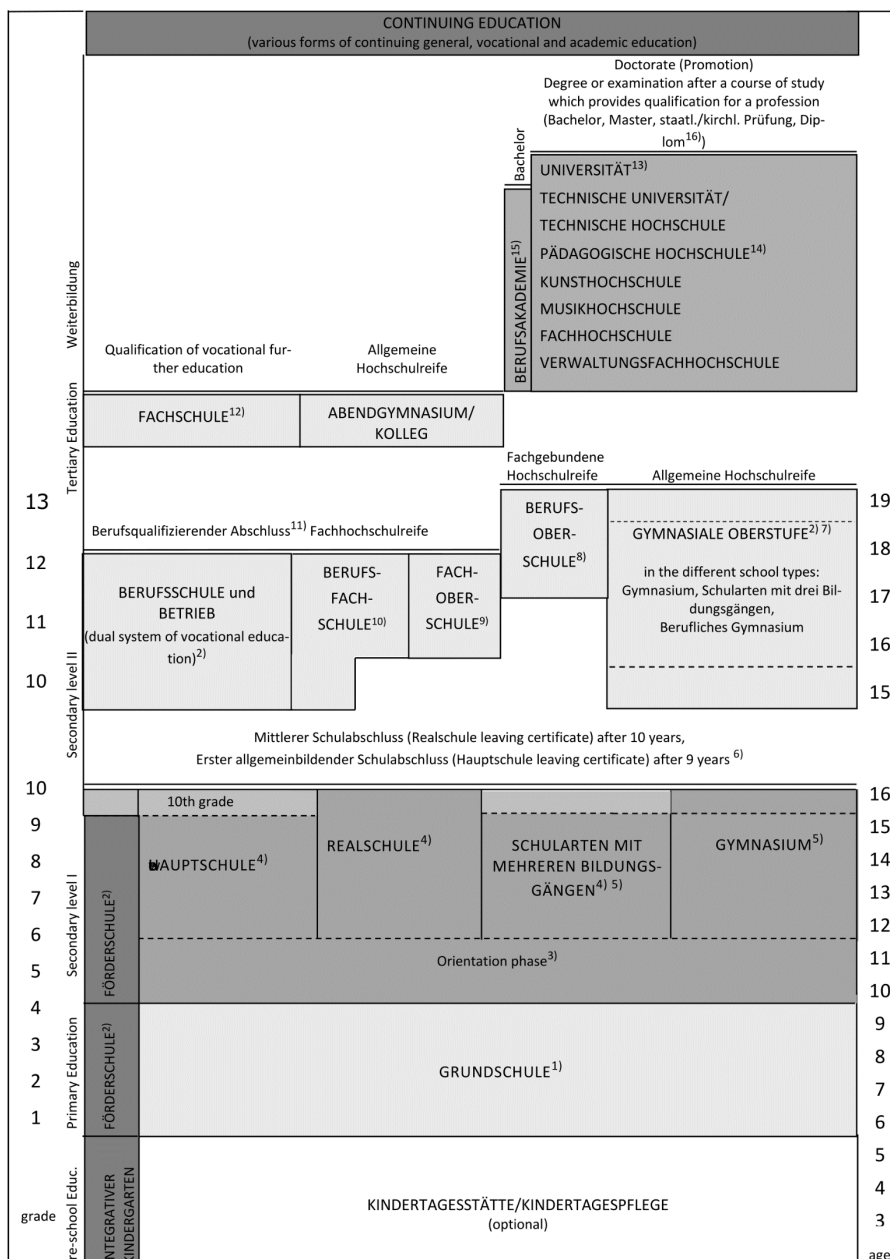 CONTINUING EDUCATION
(various forms of continuing general, vocational and academic education)
Doctorate (Promotion)
Degree or examination after a course of study
which provides qualification for a profession
(Bachelor, Master, staatl./kirchl. Prüfung, Dip-
lom16))
Bachelor
BERUFSAKADEMIE15)
UNIVERSITÄT13)
TECHNISCHE UNIVERSITÄT/
TECHNISCHE HOCHSCHULE
PÄDAGOGISCHE HOCHSCHULE14)
KUNSTHOCHSCHULE
MUSIKHOCHSCHULE
FACHHOCHSCHULE
VERWALTUNGSFACHHOCHSCHULE
Weiterbildung
Qualification of vocational fur-
ther education
Allgemeine
Hochschulreife
Tertiary Education
FACHSCHULE12)
ABENDGYMNASIUM/
KOLLEG
Fachgebundene
Hochschulreife
Allgemeine Hochschulreife
13
12
11
10
Secondary level II
Berufsqualifizierender Abschluss11) Fachhochschulreife
BERUFSSCHULE und
BETRIEB
(dual system of vocational educa-
tion)2)
BERUFS-
FACH-
SCHULE10)
FACH-
OBER-
SCHULE9)
BERUFS-
OBER-
SCHULE8)
GYMNASIALE OBERSTUFE2) 7)
in the different school types:
Gymnasium, Schularten mit drei Bil-
dungsgängen,
Berufliches Gymnasium
19
18
17
16
15
Mittlerer Schulabschluss (Realschule leaving certificate) after 10 years,
Erster allgemeinbildender Schulabschluss (Hauptschule leaving certificate) after 9 years 6)
10
9
8
7
6
5
Secondary level I
FÖRDERSCHULE2)
10th grade
HAUPTSCHULE4)
REALSCHULE4)
SCHULARTEN MIT
MEHREREN BILDUNGS-
GÄNGEN4) 5)
GYMNASIUM5)
Orientation phase3)
16
15
14
13
12
11
10
4
3
2
1
Primary Education
FÖRDERSCHULE2)
GRUNDSCHULE1)
9
8
7
6
grade
re-school Educ.
NTEGRATIVER
KINDERGARTEN
KINDERTAGESSTÄTTE/KINDERTAGESPFLEGE
(optional)
5
4
3
age